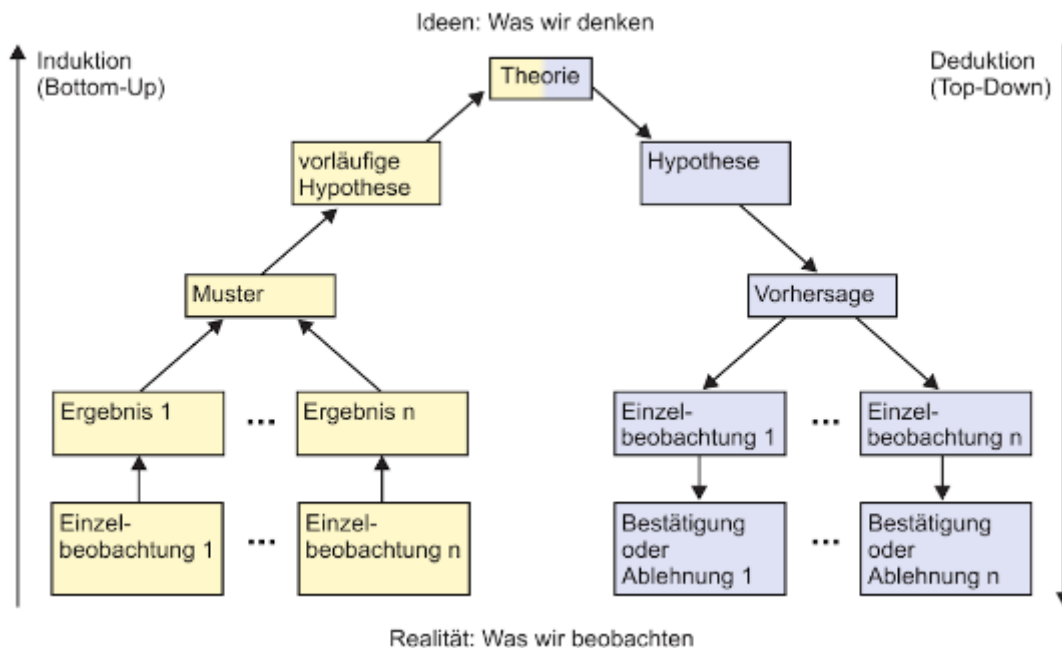 Ideen: Was wir denken
Induktion
(Bottom-Up)
Deduktion
(Top-Down)
Theorie
vorläufige
Hypothese
Hypothese
Muster
Vorhersage
Ergebnis 1
...
Ergebnis n
Einzel-
beobachtung 1
...
Einzel-
beobachtung n
Einzel-
beobachtung 1
...
Einzel-
beobachtung n
Bestätigung
oder
Ablehnung 1
...
Bestätigung
oder
Ablehnung n
Realität: Was wir beobachten